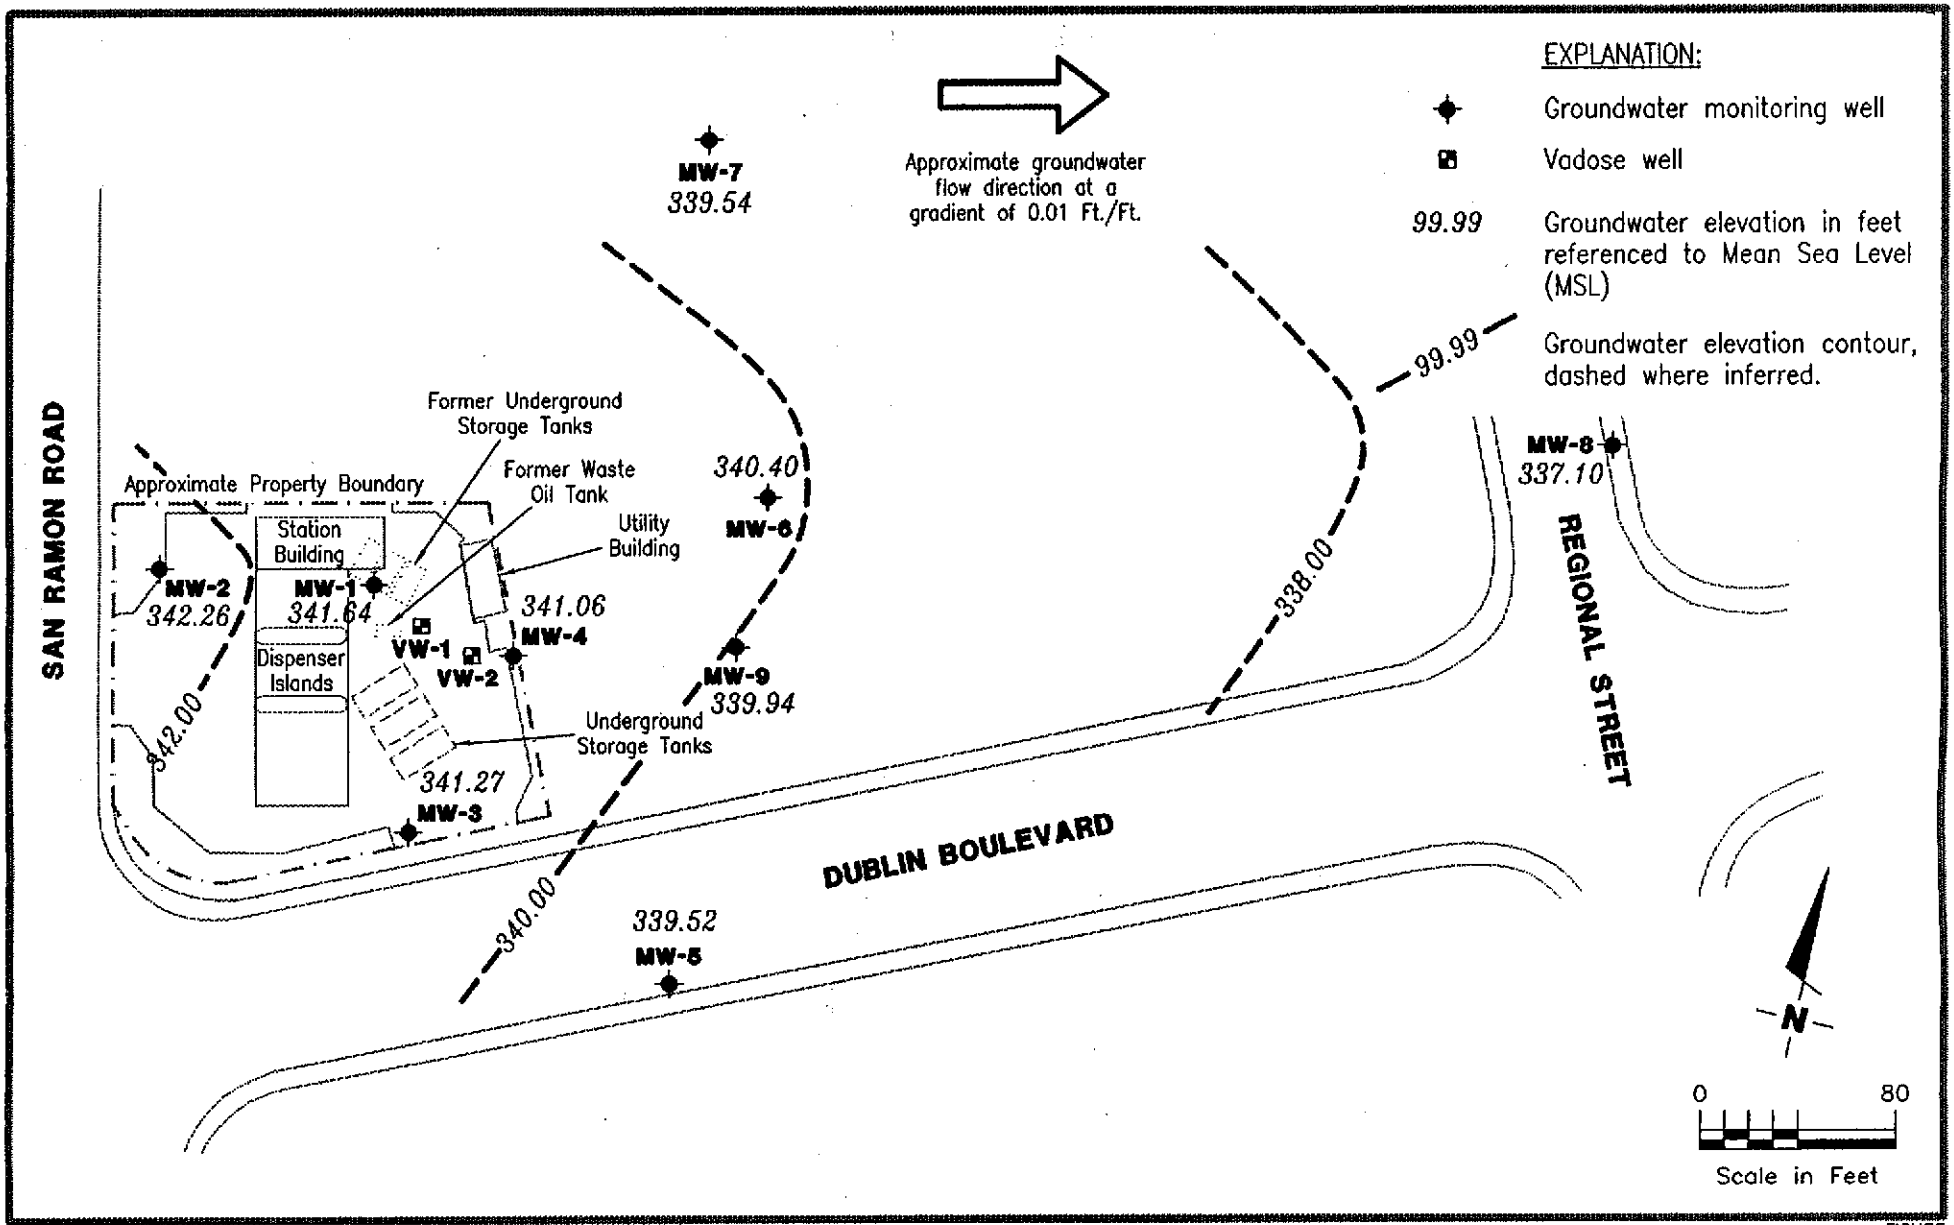 EXPLANATION:
Groundwater monitoring well
Vadose well
99.99
Groundwater elevation in feet
referenced to Mean Sea Level
(MSL)
99.99
Groundwater elevation contour,
dashed where inferred.
Approximate groundwater
flow direction at a
gradient of 0.01 Ft./Ft.
MW-7
339.54
SAN RAMON ROAD
Former Underground
Storage Tanks
Former Waste
Oil Tank
Approximate Property Boundary
Station
Building
Utility
Building
340.40
MW-6
MW-8
337.10
REGIONAL STREET
MW-2
342.26
MW-1
341.64
341.06
MW-4
VW-1
VW-2
Dispenser
Islands
MW-9
339.94
338.00
342.00
Underground
Storage Tanks
341.27
MW-3
340.00
DUBLIN BOULEVARD
339.52
MW-5
N
0 80
Scale in Feet